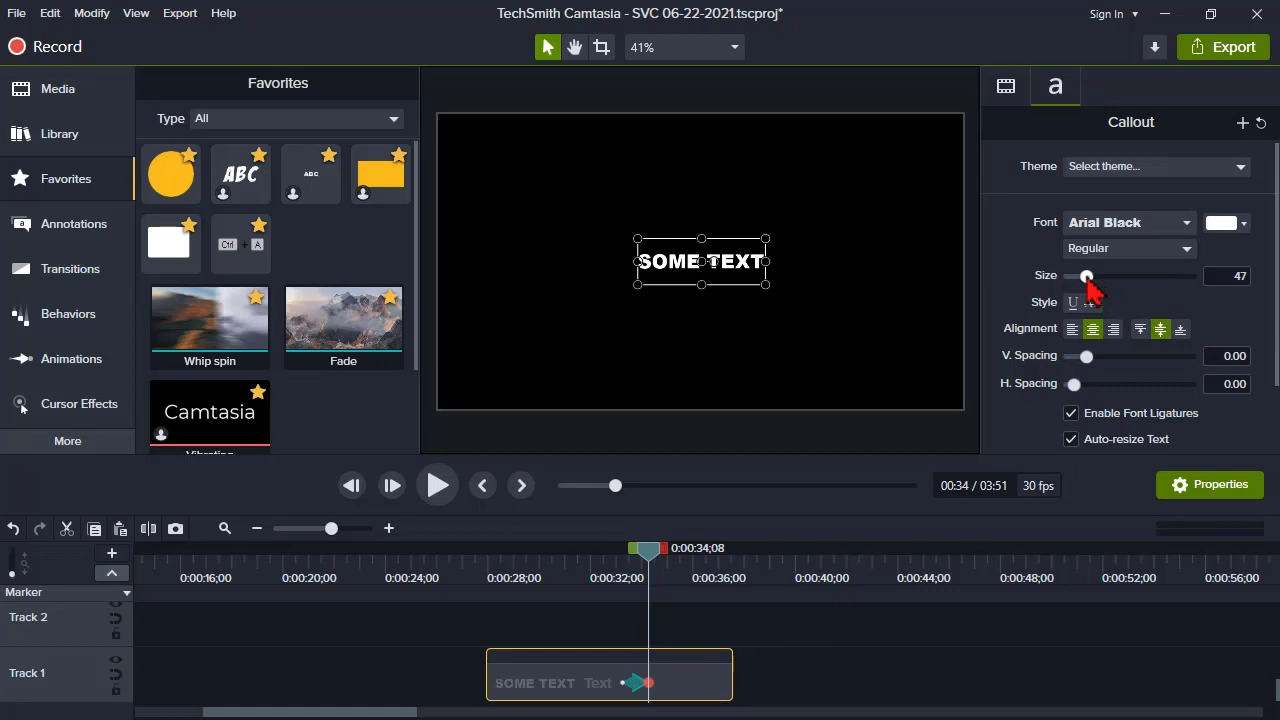 File Edit Modify View Export Help
TechSmith Camtasia - SVC 06-22-2021.tscproj*
Sign In
Record
41%
Export
Media
Library
Favorites
Annotations
Transitions
Behaviors
Animations
Cursor Effects
More
Favorites
Type All
ABC
ABC
Ctrl + A
Whip spin
Fade
Camtasia
Vibrating
SOME TEXT
a
Callout
Theme Select theme...
Font Arial Black
Regular
Size 47
Style U
Alignment
V. Spacing 0.00
H. Spacing 0.00
Enable Font Ligatures
Auto-resize Text
00:34 / 03:51 30 fps
Properties
0:00:34;08
0:00:16;00 0:00:20;00 0:00:24;00 0:00:28;00 0:00:32;00 0:00:36;00 0:00:40;00 0:00:44;00 0:00:48;00 0:00:52;00 0:00:56;00
Marker
Track 2
Track 1
SOME TEXT Text